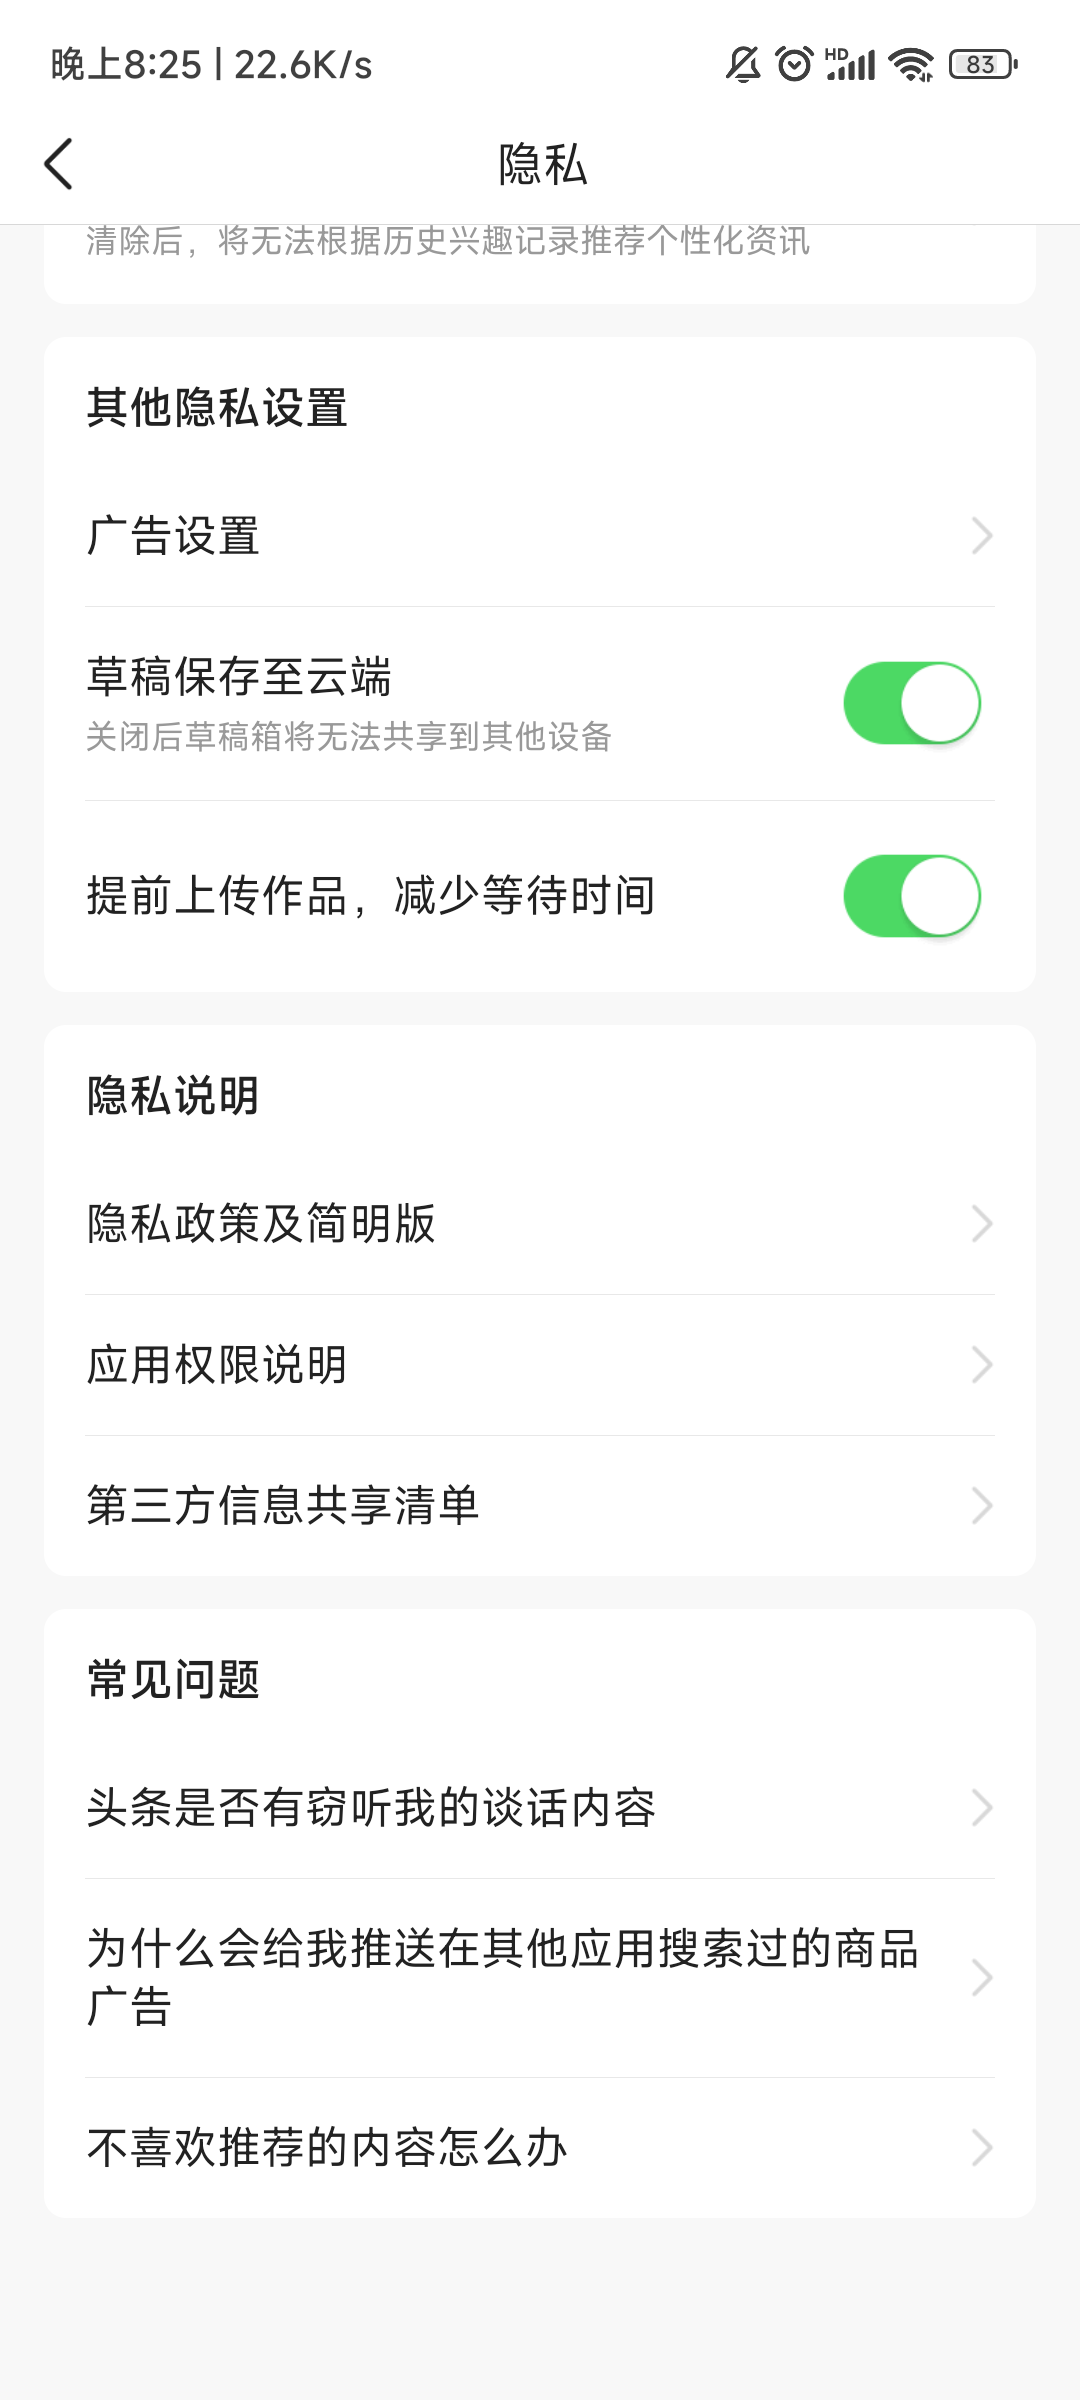 晚上8:25 | 22.6K/s
HD
83
隐私
清除后，将无法根据历史兴趣记录推荐个性化资讯
其他隐私设置
广告设置
草稿保存至云端
关闭后草稿箱将无法共享到其他设备
提前上传作品，减少等待时间
隐私说明
隐私政策及简明版
应用权限说明
第三方信息共享清单
常见问题
头条是否有窃听我的谈话内容
为什么会给我推送在其他应用搜索过的商品
广告
不喜欢推荐的内容怎么办